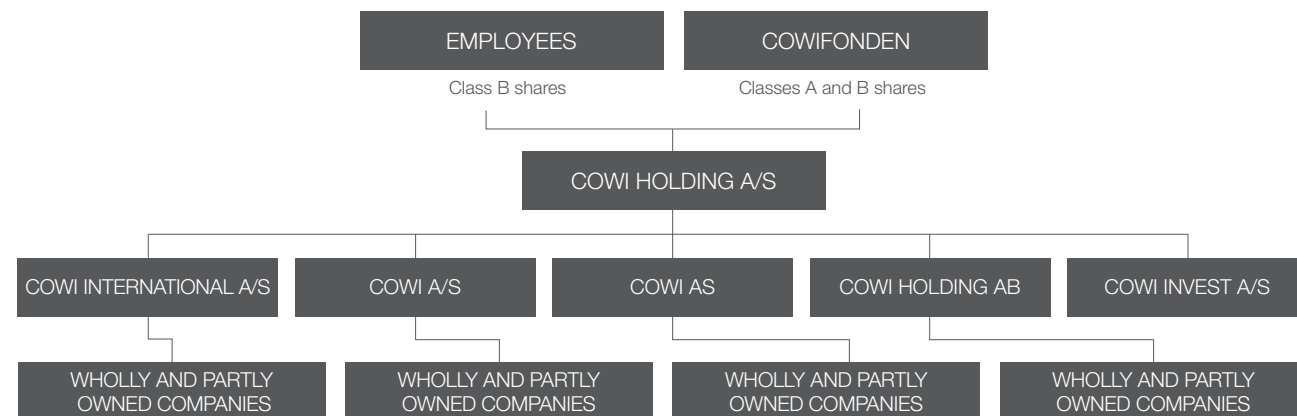 EMPLOYEES
COWIFONDEN
Class B shares
Classes A and B shares
COWI HOLDING A/S
COWI INTERNATIONAL A/S
COWI A/S
COWI AS
COWI HOLDING AB
COWI INVEST A/S
WHOLLY AND PARTLY
OWNED COMPANIES
WHOLLY AND PARTLY
OWNED COMPANIES
WHOLLY AND PARTLY
OWNED COMPANIES
WHOLLY AND PARTLY
OWNED COMPANIES